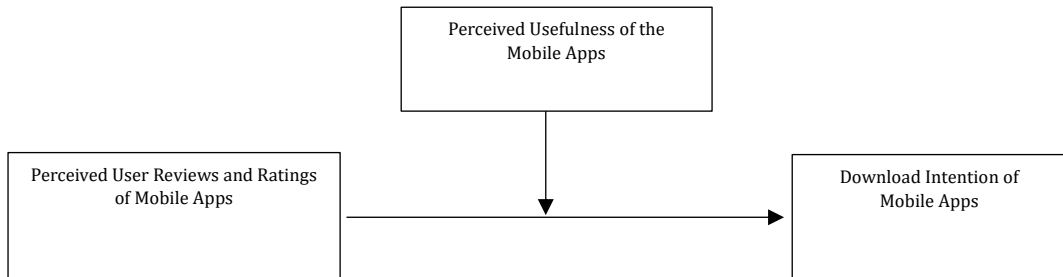 Perceived Usefulness of the
Mobile Apps
Perceived User Reviews and Ratings
of Mobile Apps
Download Intention of
Mobile Apps